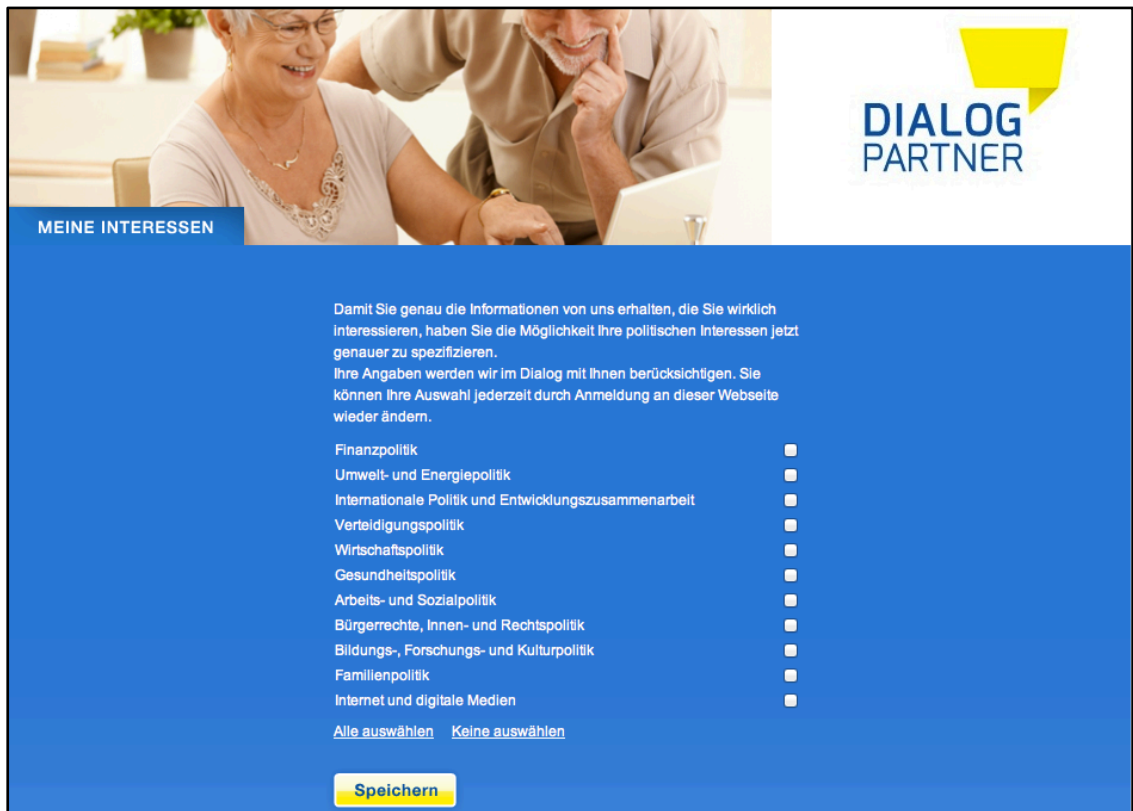 DIALOG
PARTNER
MEINE INTERESSEN
Damit Sie genau die Informationen von uns erhalten, die Sie wirklich
interessieren, haben Sie die Möglichkeit Ihre politischen Interessen jetzt
genauer zu spezifizieren.
Ihre Angaben werden wir im Dialog mit Ihnen berücksichtigen. Sie
können Ihre Auswahl jederzeit durch Anmeldung an dieser Webseite
wieder ändern.
Finanzpolitik
Umwelt- und Energiepolitik
Internationale Politik und Entwicklungszusammenarbeit
Verteidigungspolitik
Wirtschaftspolitik
Gesundheitspolitik
Arbeits- und Sozialpolitik
Bürgerrechte, Innen- und Rechtspolitik
Bildungs-, Forschungs- und Kulturpolitik
Familienpolitik
Internet und digitale Medien
Alle auswählen Keine auswählen
Speichern